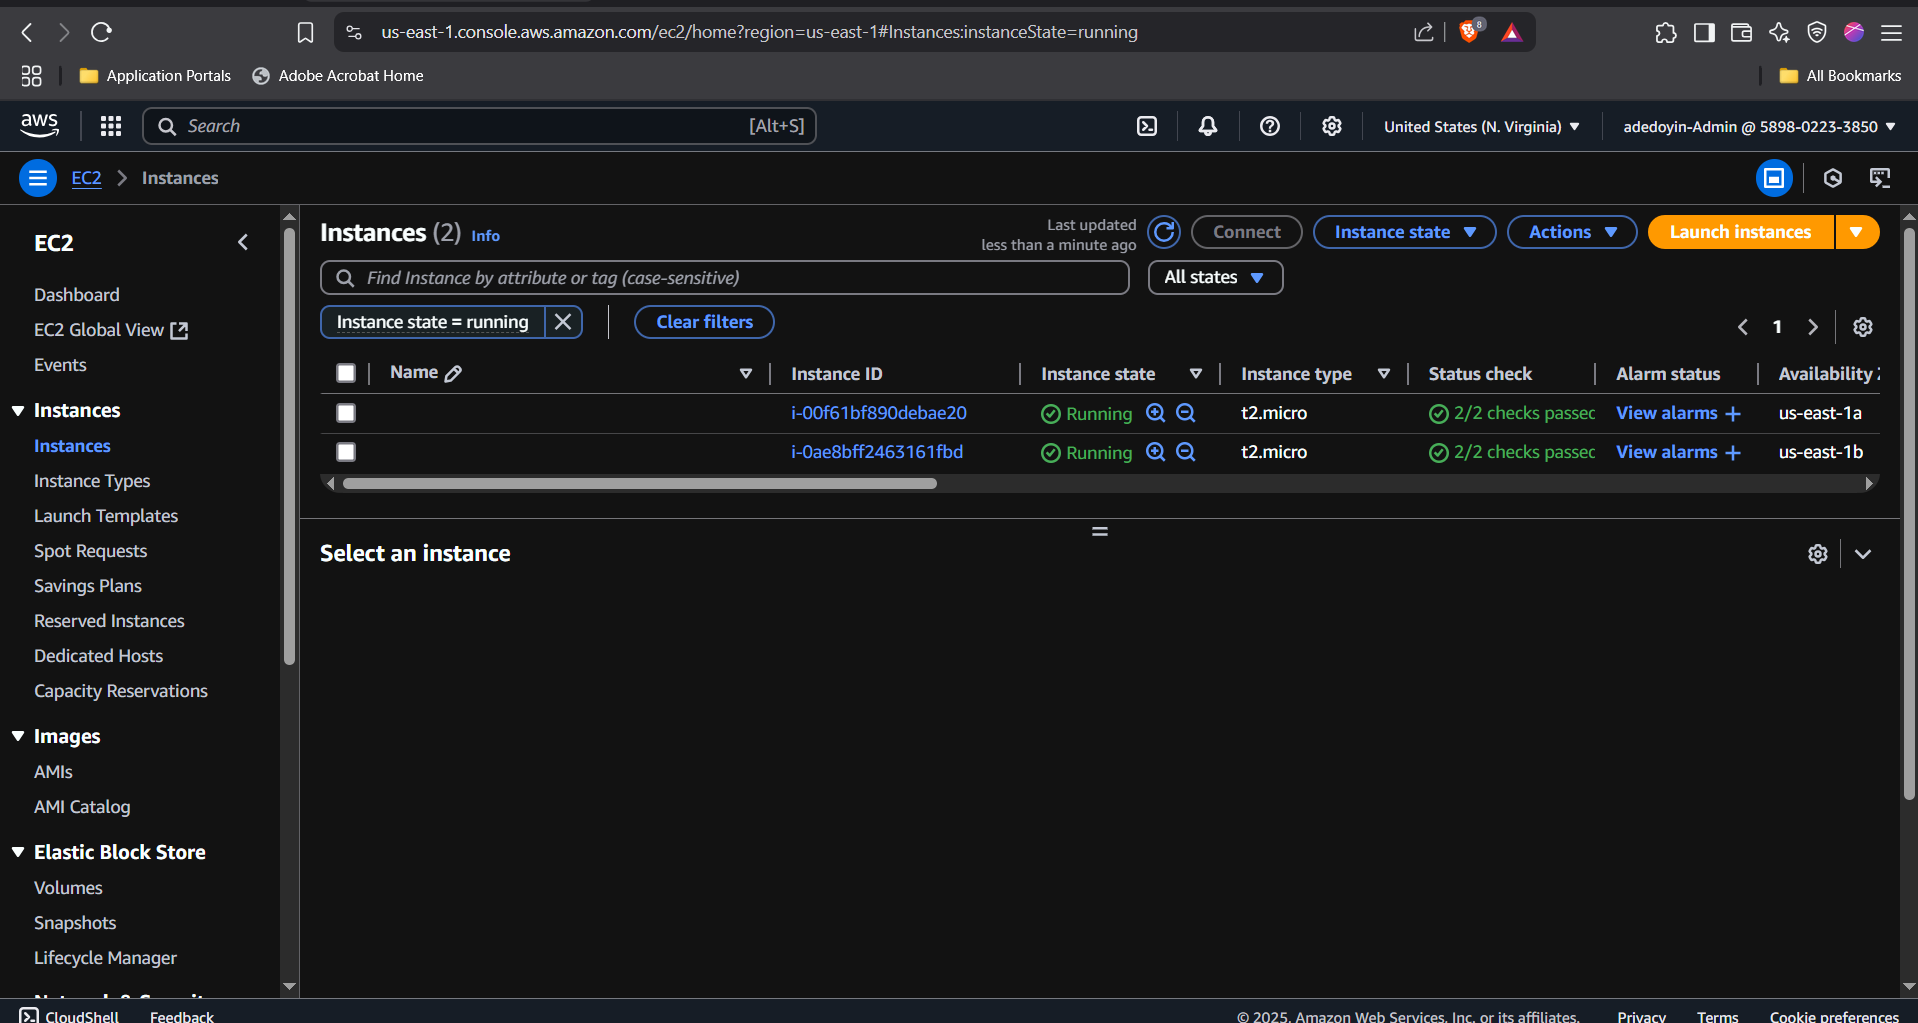 us-east-1.console.aws.amazon.com/ec2/home?region=us-east-1#Instances:instanceState=running
8
Application Portals
Adobe Acrobat Home
All Bookmarks
aws
Search
[Alt+S]
United States (N. Virginia)
adedoyin-Admin @ 5898-0223-3850
EC2
Instances
EC2
Dashboard
EC2 Global View
Events
Instances
Instances
Instance Types
Launch Templates
Spot Requests
Savings Plans
Reserved Instances
Dedicated Hosts
Capacity Reservations
Images
AMIs
AMI Catalog
Elastic Block Store
Volumes
Snapshots
Lifecycle Manager
Instances (2) Info
Last updated
less than a minute ago
Connect
Instance state
Actions
Launch instances
Find Instance by attribute or tag (case-sensitive)
All states
Instance state = running
Clear filters
1
Name Instance ID Instance state Instance type Status check Alarm status Availability
i-00f61bf890debae20 Running t2.micro 2/2 checks passed View alarms + us-east-1a
i-0ae8bff2463161fbd Running t2.micro 2/2 checks passed View alarms + us-east-1b
Select an instance
CloudShell Feedback © 2025, Amazon Web Services, Inc. or its affiliates. Privacy Terms Cookie preferences